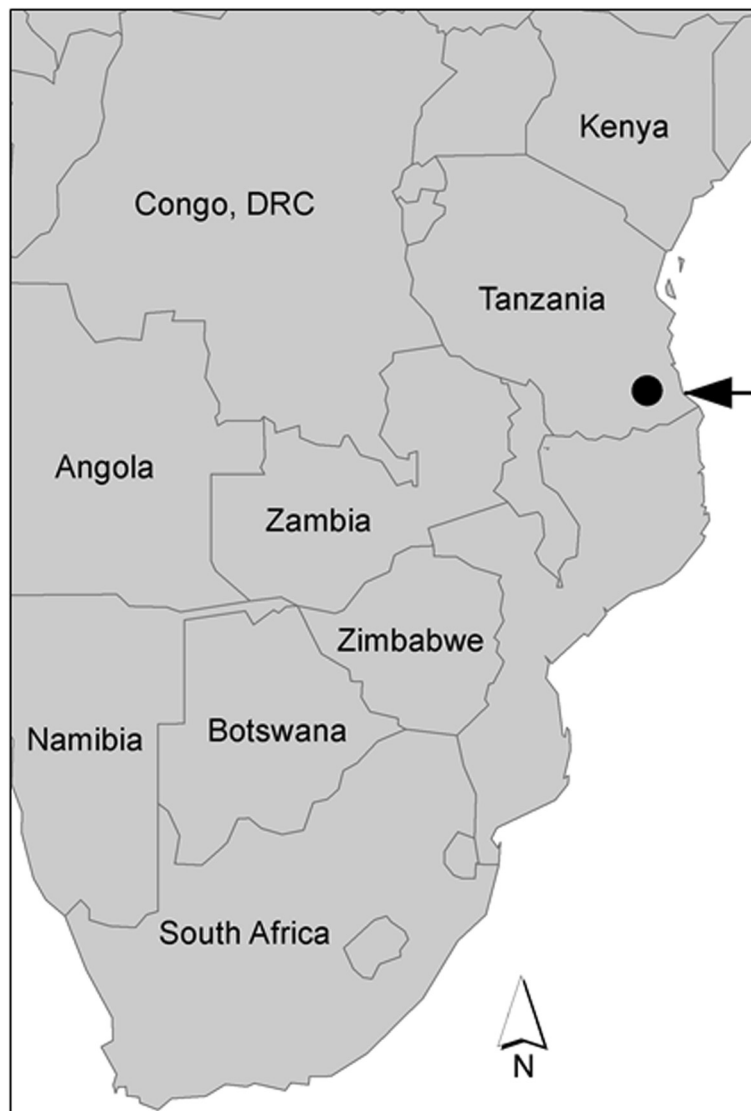 Kenya
Congo, DRC
Tanzania
Angola
Zambia
Zimbabwe
Namibia
Botswana
South Africa
N